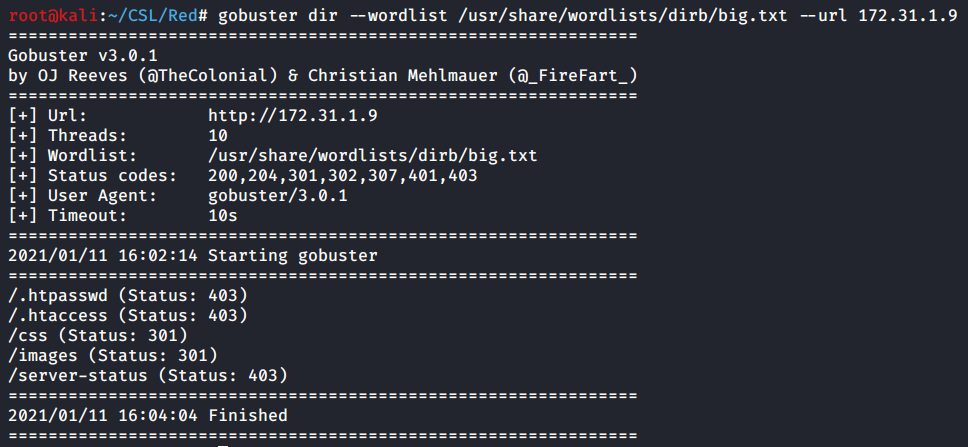 root@kali:~/CSL/Red# gobuster dir --wordlist /usr/share/wordlists/dirb/big.txt --url 172.31.1.9
===============================================================
Gobuster v3.0.1
by OJ Reeves (@TheColonial) & Christian Mehlmauer (@_FireFart_)
===============================================================
[+] Url:            http://172.31.1.9
[+] Threads:        10
[+] Wordlist:       /usr/share/wordlists/dirb/big.txt
[+] Status codes:   200,204,301,302,307,401,403
[+] User Agent:     gobuster/3.0.1
[+] Timeout:        10s
===============================================================
2021/01/11 16:02:14 Starting gobuster
===============================================================
/.htpasswd (Status: 403)
/.htaccess (Status: 403)
/css (Status: 301)
/images (Status: 301)
/server-status (Status: 403)
===============================================================
2021/01/11 16:04:04 Finished
===============================================================